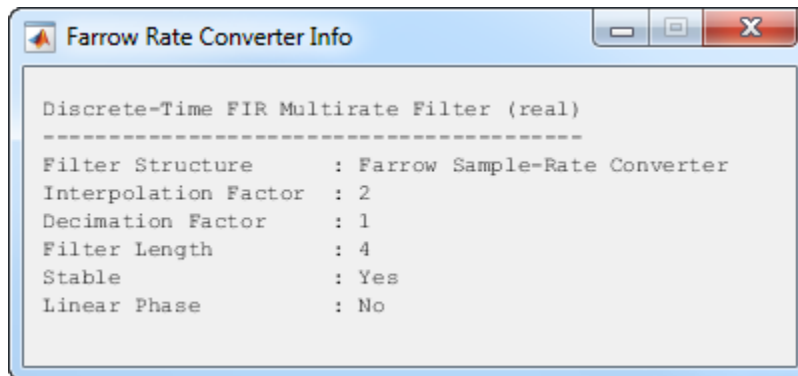 Farrow Rate Converter Info
Discrete-Time FIR Multirate Filter (real)
-----------------------------------------
Filter Structure      : Farrow Sample-Rate Converter
Interpolation Factor  : 2
Decimation Factor     : 1
Filter Length         : 4
Stable                : Yes
Linear Phase          : No